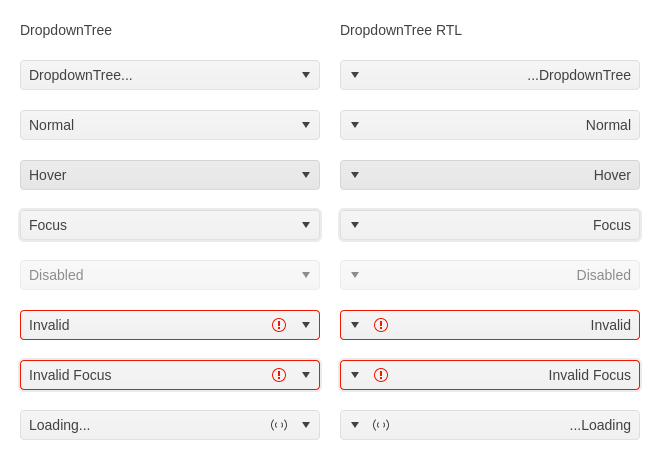 DropdownTree
DropdownTree...
Normal
Hover
Focus
Disabled
Invalid
Invalid Focus
Loading...
DropdownTree RTL
...DropdownTree
Normal
Hover
Focus
Disabled
Invalid
Invalid Focus
...Loading